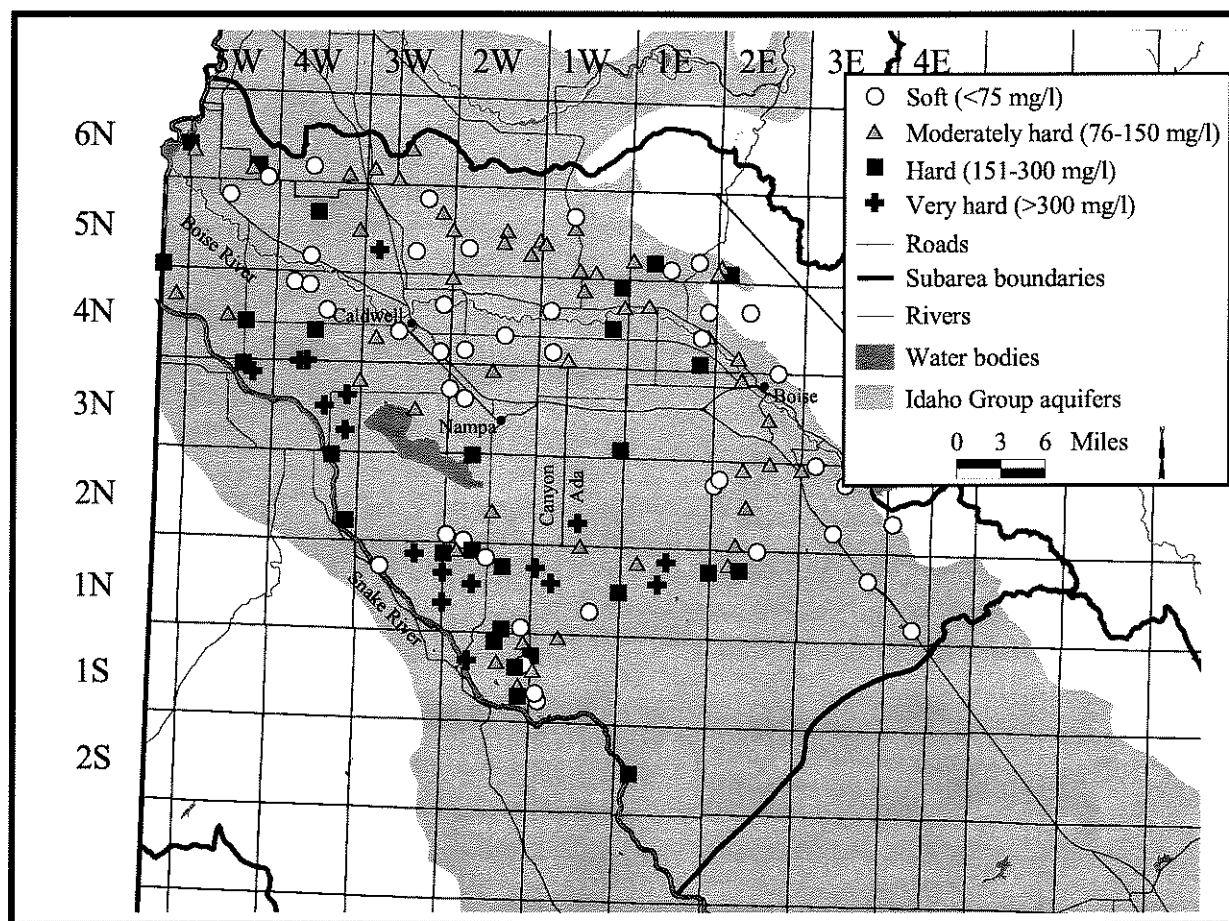 5W 4W 3W 2W 1W 1E 2E 3E 4E
6N
5N
4N
3N
2N
1N
1S
2S
Soft (<75 mg/l)
Moderately hard (76-150 mg/l)
Hard (151-300 mg/l)
Very hard (>300 mg/l)
Roads
Subarea boundaries
Rivers
Water bodies
Idaho Group aquifers
0 3 6 Miles
Boise River
Caldwell
Nampa
Boise
Canyon
Ada
Snake River